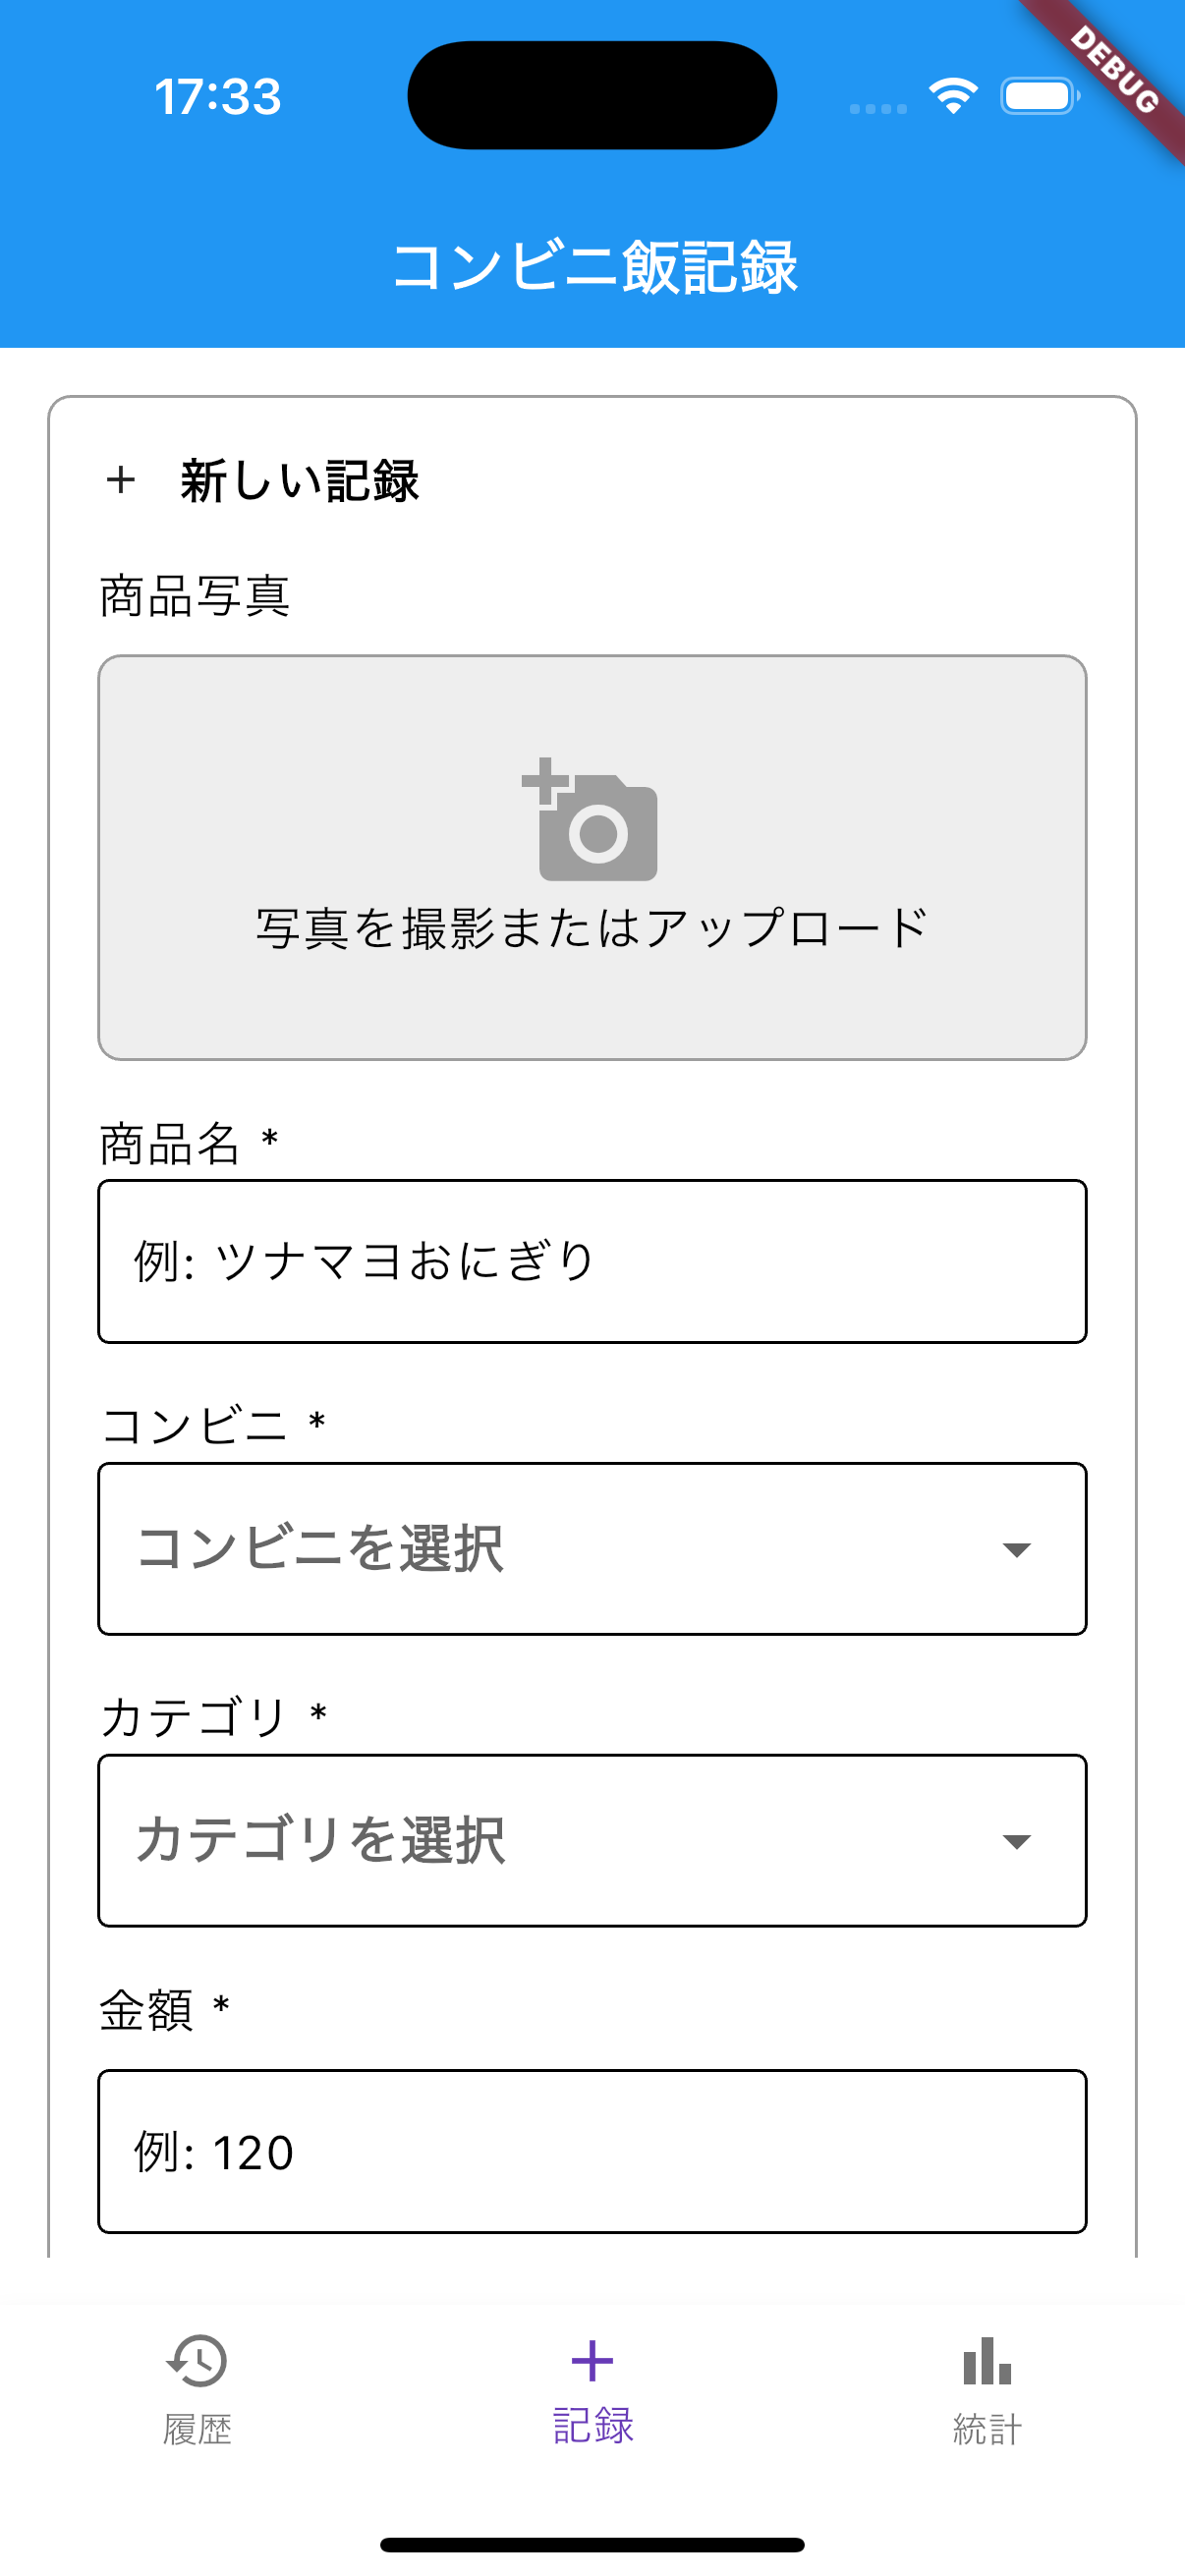 17:33
DEBUG
コンビニ飯記録
+ 新しい記録
商品写真
写真を撮影またはアップロード
商品名 *
例: ツナマヨおにぎり
コンビニ *
コンビニを選択
カテゴリ *
カテゴリを選択
金額 *
例: 120
履歴
記録
統計